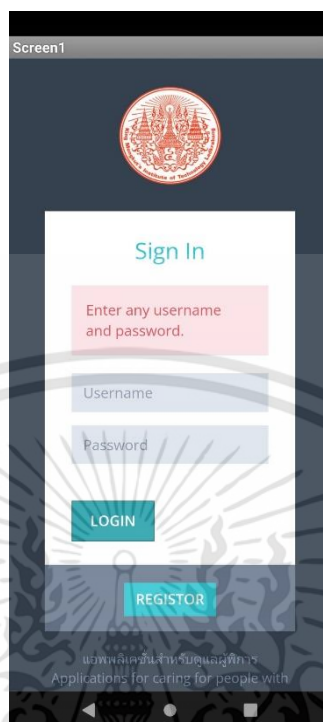 Screen1
Sign In
Enter any username
and password.
Username
Password
LOGIN
REGISTOR
แอพพลิเคชั่นสำหรับดูแลผู้พิการ
Applications for caring for people with